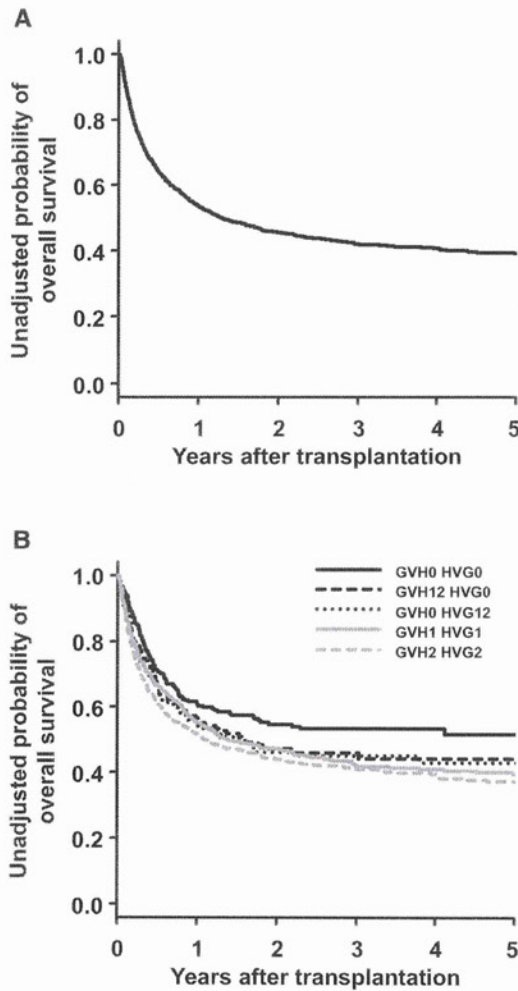 A
Unadjusted probability of
overall survival
1.0
0.8
0.6
0.4
0.2
0.0
0 1 2 3 4 5
Years after transplantation
B
Unadjusted probability of
overall survival
1.0
0.8
0.6
0.4
0.2
0.0
GVH0 HVG0
GVH12 HVG0
GVH0 HVG12
GVH1 HVG1
GVH2 HVG2
0 1 2 3 4 5
Years after transplantation